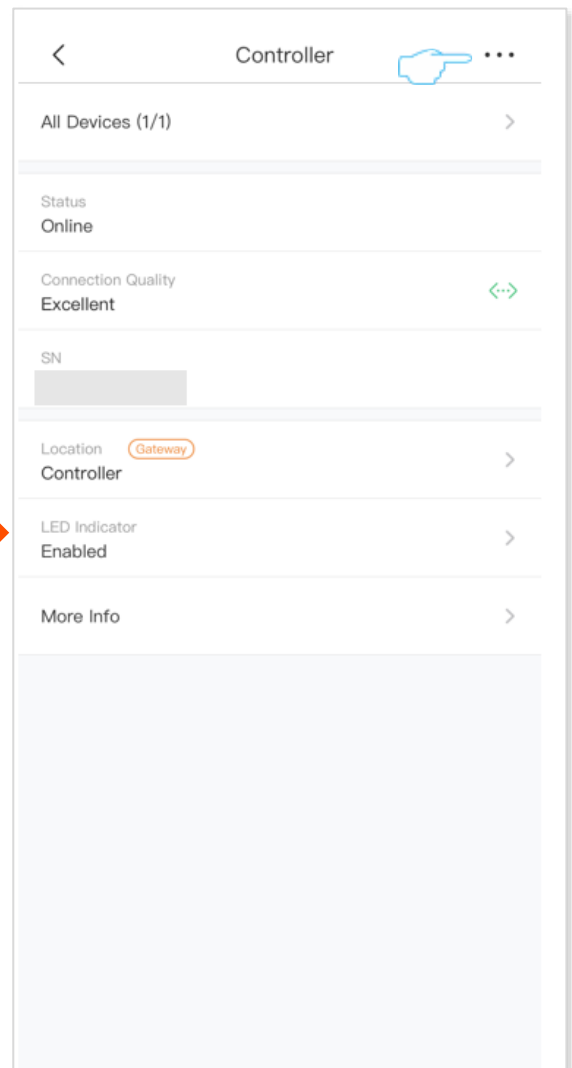 Controller
All Devices (1/1)
Status
Online
Connection Quality
Excellent
SN
Location Gateway
Controller
LED Indicator
Enabled
More Info